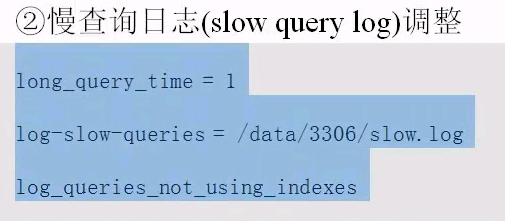 ②慢查询日志(slow query log)调整
long_query_time = 1
log-slow-queries = /data/3306/slow.log
log_queries_not_using_indexes